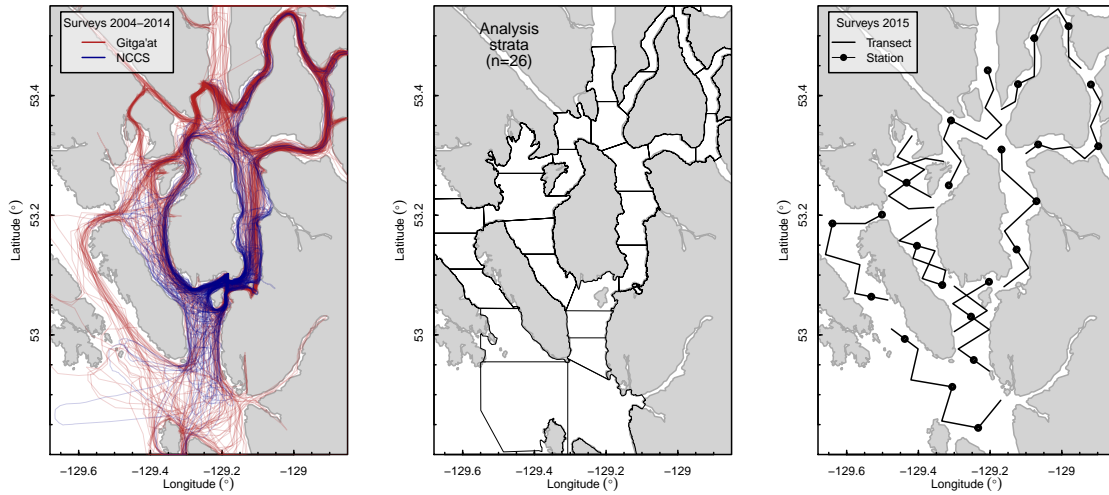 Surveys 2004−2014
Gitga'at
NCCS
53.4
53.2
53
Latitude (°)
−129.6
−129.4
−129.2
−129
Longitude (°)
Analysis
strata
(n=26)
53.4
53.2
53
Latitude (°)
−129.6
−129.4
−129.2
−129
Longitude (°)
Surveys 2015
Transect
Station
53.4
53.2
53
Latitude (°)
−129.6
−129.4
−129.2
−129
Longitude (°)